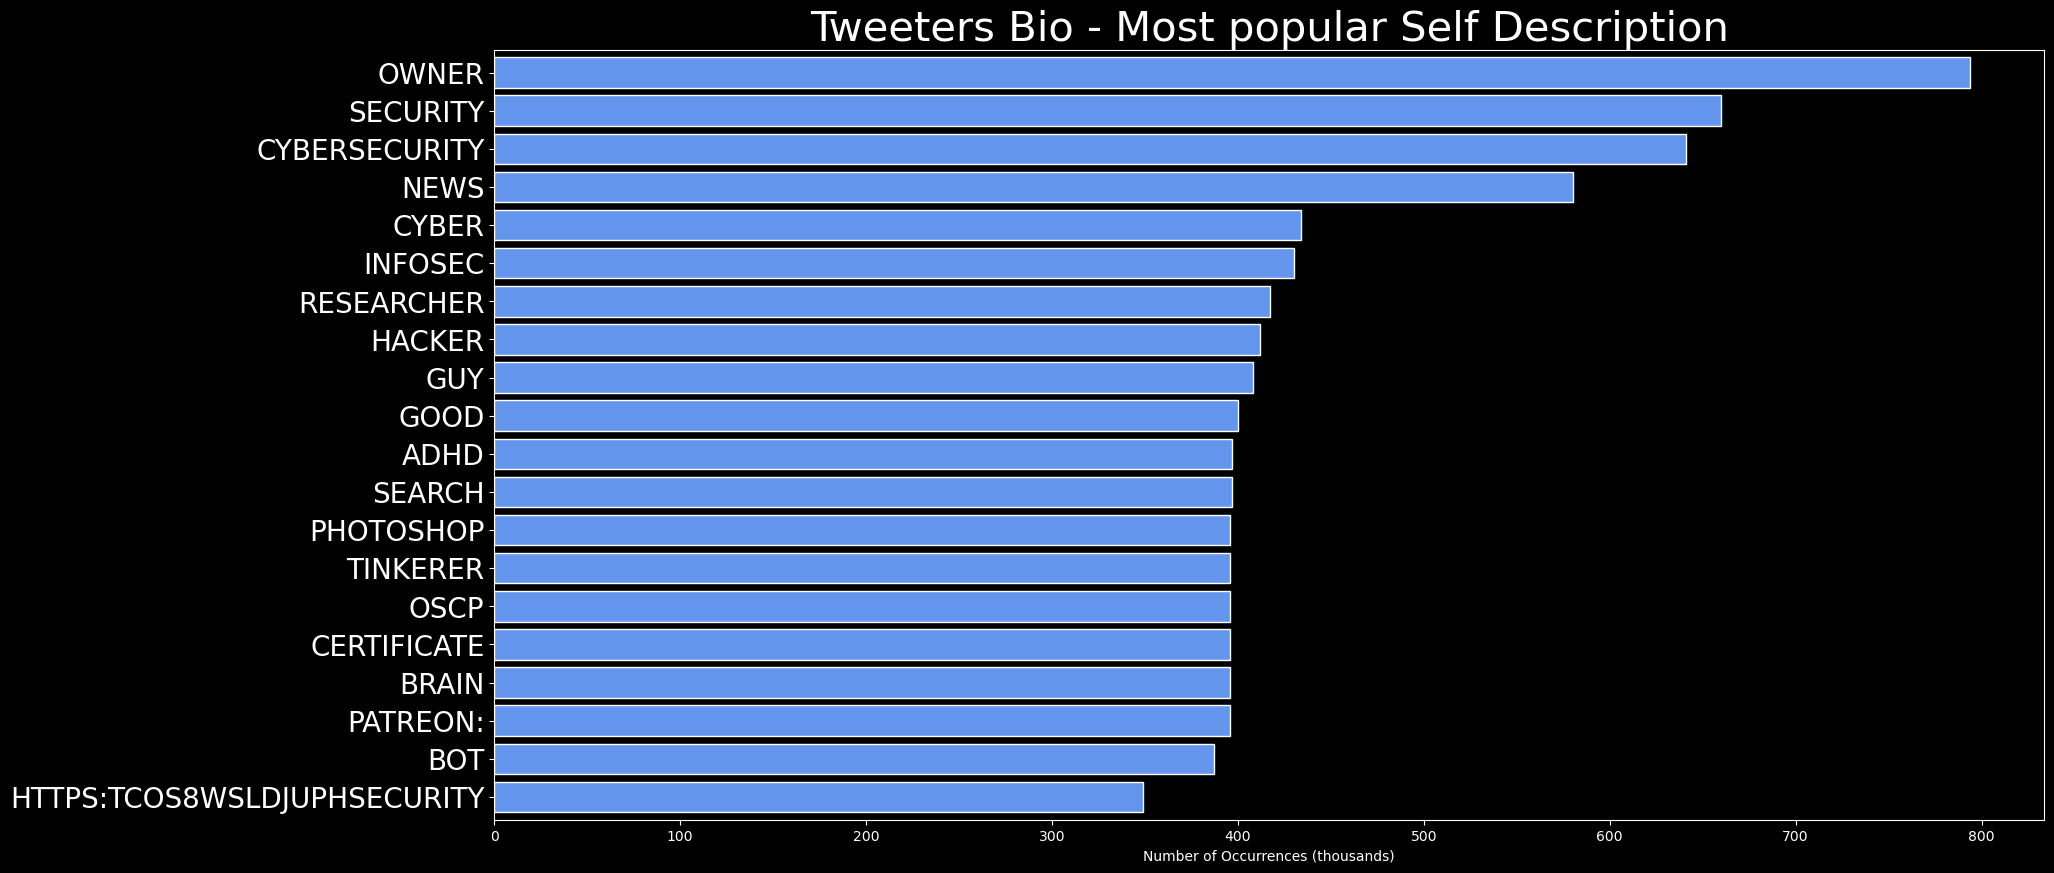 Tweeters Bio - Most popular Self Description
OWNER
SECURITY
CYBERSECURITY
NEWS
CYBER
INFOSEC
RESEARCHER
HACKER
GUY
GOOD
ADHD
SEARCH
PHOTOSHOP
TINKERER
OSCP
CERTIFICATE
BRAIN
PATREON:
BOT
HTTPS:TCOS8WSLDJUPHSECURITY
0 100 200 300 400 500 600 700 800
Number of Occurrences (thousands)